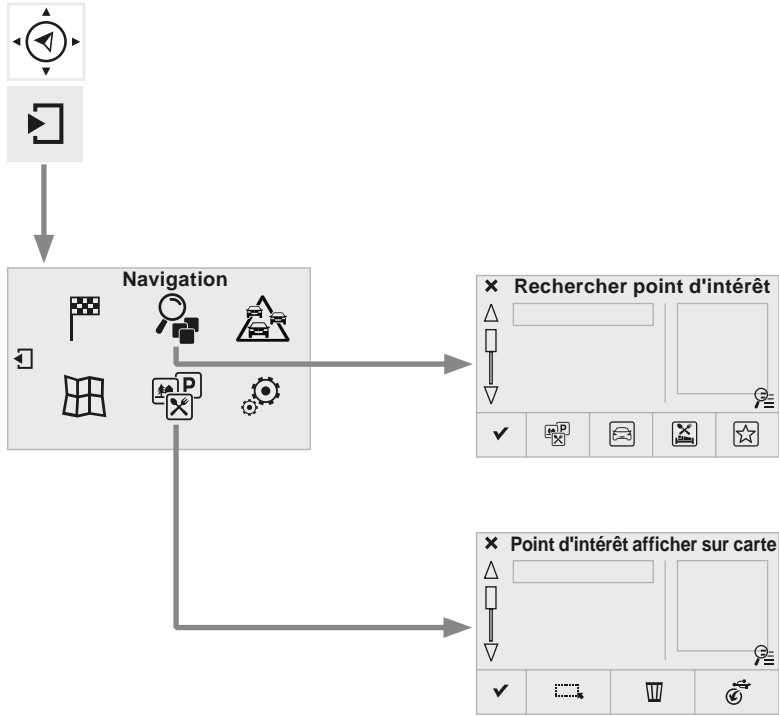 Navigation
Rechercher point d'intérêt
P
P
Point d'intérêt afficher sur carte